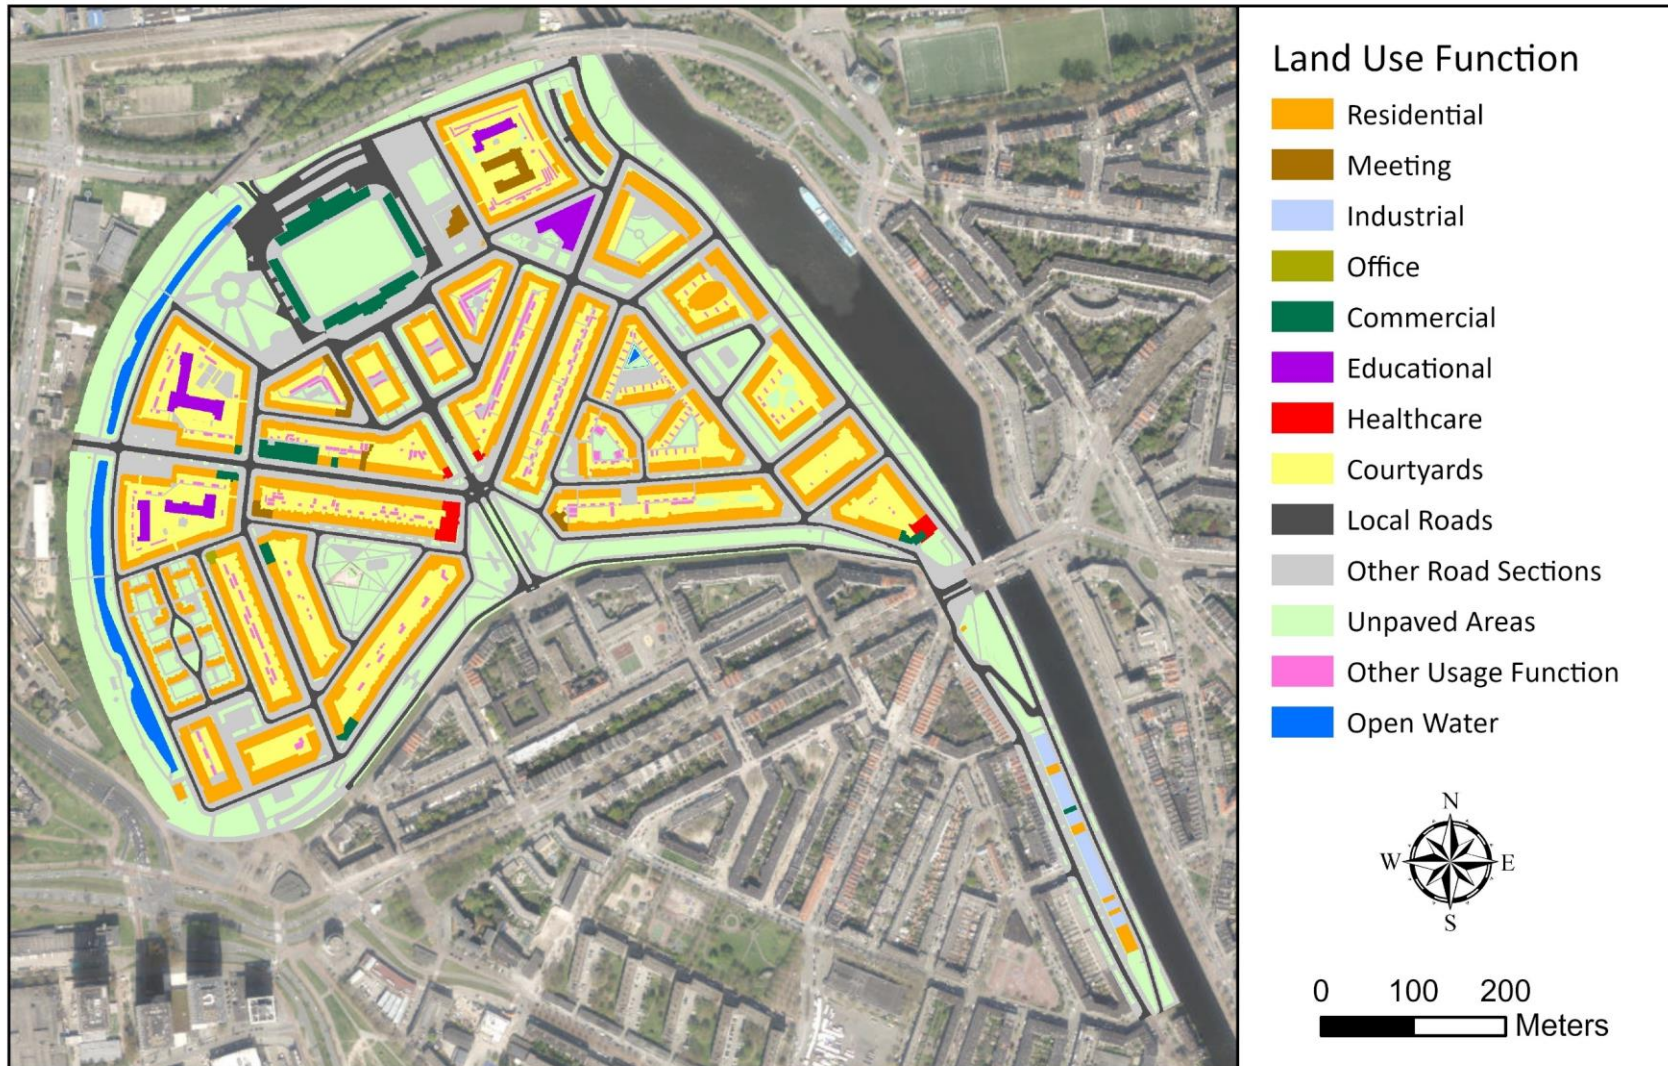 Land Use Function
Residential
Meeting
Industrial
Office
Commercial
Educational
Healthcare
Courtyards
Local Roads
Other Road Sections
Unpaved Areas
Other Usage Function
Open Water
N
W E
S
0 100 200
Meters